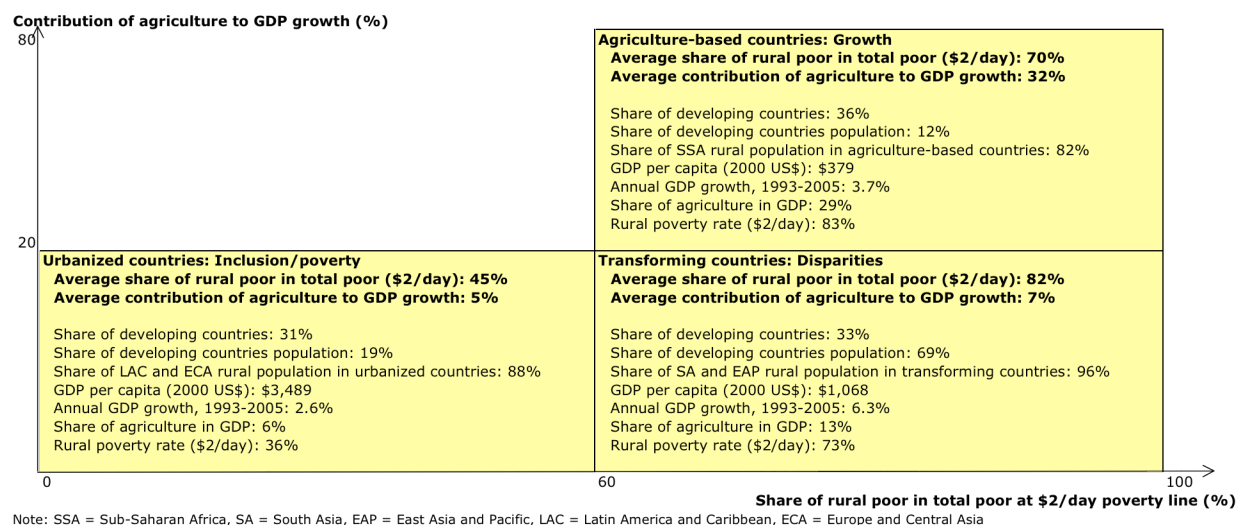 Contribution of agriculture to GDP growth (%)
80
Agriculture-based countries: Growth
Average share of rural poor in total poor ($2/day): 70%
Average contribution of agriculture to GDP growth: 32%
Share of developing countries: 36%
Share of developing countries population: 12%
Share of SSA rural population in agriculture-based countries: 82%
GDP per capita (2000 US$): $379
Annual GDP growth, 1993-2005: 3.7%
Share of agriculture in GDP: 29%
Rural poverty rate ($2/day): 83%
20
Urbanized countries: Inclusion/poverty
Average share of rural poor in total poor ($2/day): 45%
Average contribution of agriculture to GDP growth: 5%
Share of developing countries: 31%
Share of developing countries population: 19%
Share of LAC and ECA rural population in urbanized countries: 88%
GDP per capita (2000 US$): $3,489
Annual GDP growth, 1993-2005: 2.6%
Share of agriculture in GDP: 6%
Rural poverty rate ($2/day): 36%
Transforming countries: Disparities
Average share of rural poor in total poor ($2/day): 82%
Average contribution of agriculture to GDP growth: 7%
Share of developing countries: 33%
Share of developing countries population: 69%
Share of SA and EAP rural population in transforming countries: 96%
GDP per capita (2000 US$): $1,068
Annual GDP growth, 1993-2005: 6.3%
Share of agriculture in GDP: 13%
Rural poverty rate ($2/day): 73%
0
60
100
Share of rural poor in total poor at $2/day poverty line (%)
Note: SSA = Sub-Saharan Africa, SA = South Asia, EAP = East Asia and Pacific, LAC = Latin America and Caribbean, ECA = Europe and Central Asia